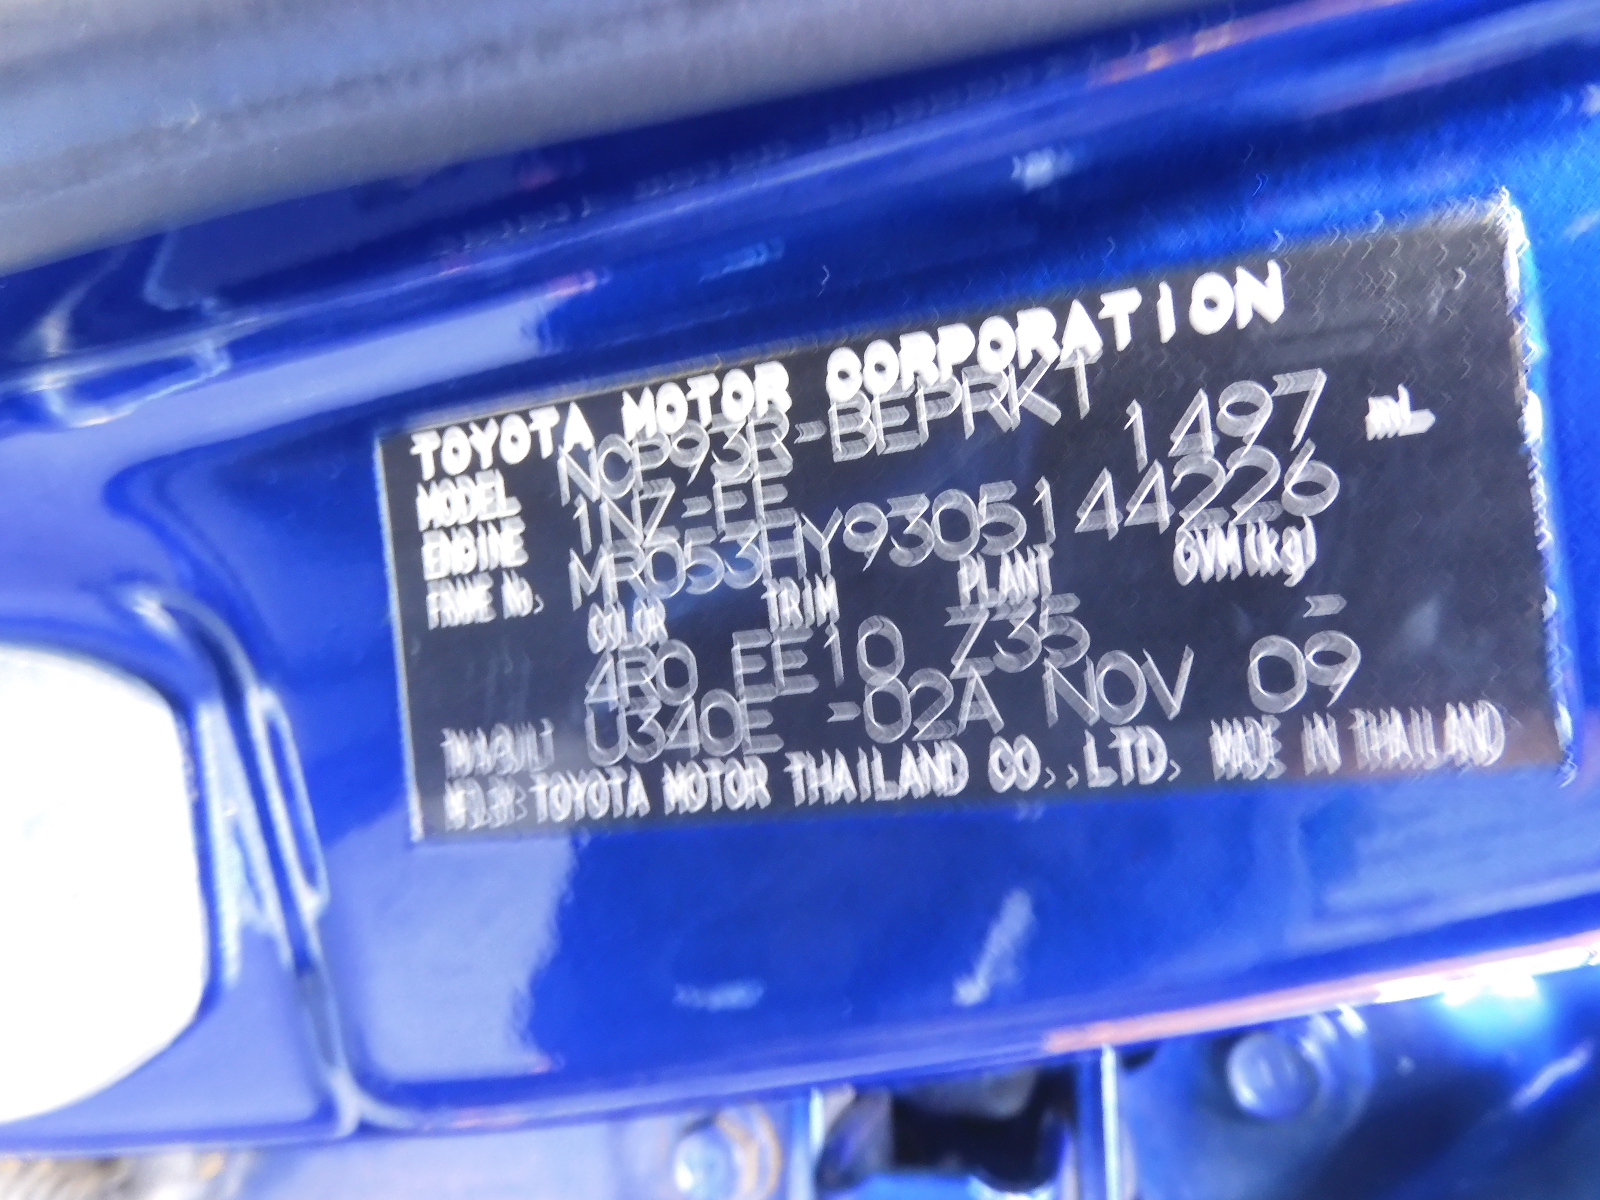 TOYOTA MOTOR CORPORATION
MODEL NCP93R-BEPRKT
ENGINE 1NZ-FE 1497 mL
FRAME No. MR053HY9305144226
COLOR TRIM PLANT GVM(kg)
4R0 EE10 Z35 -
U340E -02A NOV 09
TOYOTA MOTOR THAILAND CO., LTD. MADE IN THAILAND